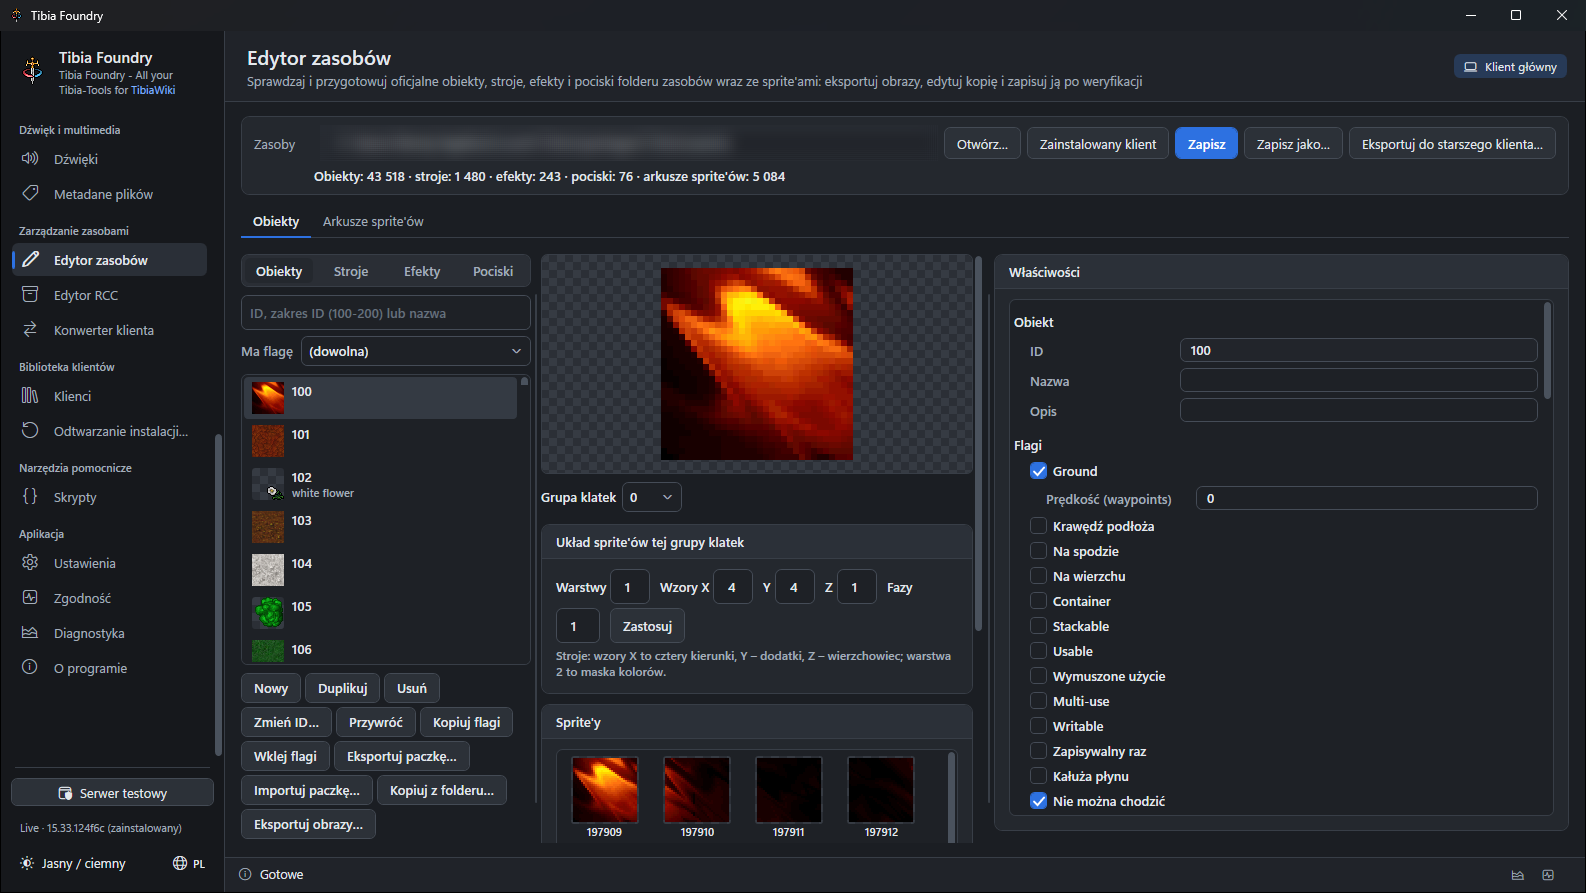 Tibia Foundry
Tibia Foundry
Tibia Foundry - All your
Tibia-Tools for TibiaWiki
Dźwięk i multimedia
Dźwięki
Metadane plików
Zarządzanie zasobami
Edytor zasobów
Edytor RCC
Konwerter klienta
Biblioteka klientów
Klienci
Odtwarzanie instalacji...
Narzędzia pomocnicze
Skrypty
Aplikacja
Ustawienia
Zgodność
Diagnostyka
O programie
Serwer testowy
Live · 15.33.124f6c (zainstalowany)
Jasny / ciemny PL
Edytor zasobów
Sprawdzaj i przygotowuj oficjalne obiekty, stroje, efekty i pociski folderu zasobów wraz ze sprite'ami: eksportuj obrazy, edytuj kopię i zapisuj ją po weryfikacji
Klient główny
Zasoby
Otwórz... Zainstalowany klient Zapisz Zapisz jako... Eksportuj do starszego klienta...
Obiekty: 43 518 · stroje: 1 480 · efekty: 243 · pociski: 76 · arkusze sprite'ów: 5 084
Obiekty Arkusze sprite'ów
Obiekty Stroje Efekty Pociski
ID, zakres ID (100-200) lub nazwa
Ma flagę (dowolna)
100
101
102
white flower
103
104
105
106
Nowy Duplikuj Usuń
Zmień ID... Przywróć Kopiuj flagi
Wklej flagi Eksportuj paczkę...
Importuj paczkę... Kopiuj z folderu...
Eksportuj obrazy...
Grupa klatek 0
Układ sprite'ów tej grupy klatek
Warstwy 1 Wzory X 4 Y 4 Z 1 Fazy
1 Zastosuj
Stroje: wzory X to cztery kierunki, Y – dodatki, Z – wierzchowiec; warstwa
2 to maska kolorów.
Sprite'y
197909 197910 197911 197912
Właściwości
Obiekt
ID 100
Nazwa
Opis
Flagi
Ground
Prędkość (waypoints) 0
Krawędź podłoża
Na spodzie
Na wierzchu
Container
Stackable
Usable
Wymuszone użycie
Multi-use
Writable
Zapisywalny raz
Kałuża płynu
Nie można chodzić
Gotowe